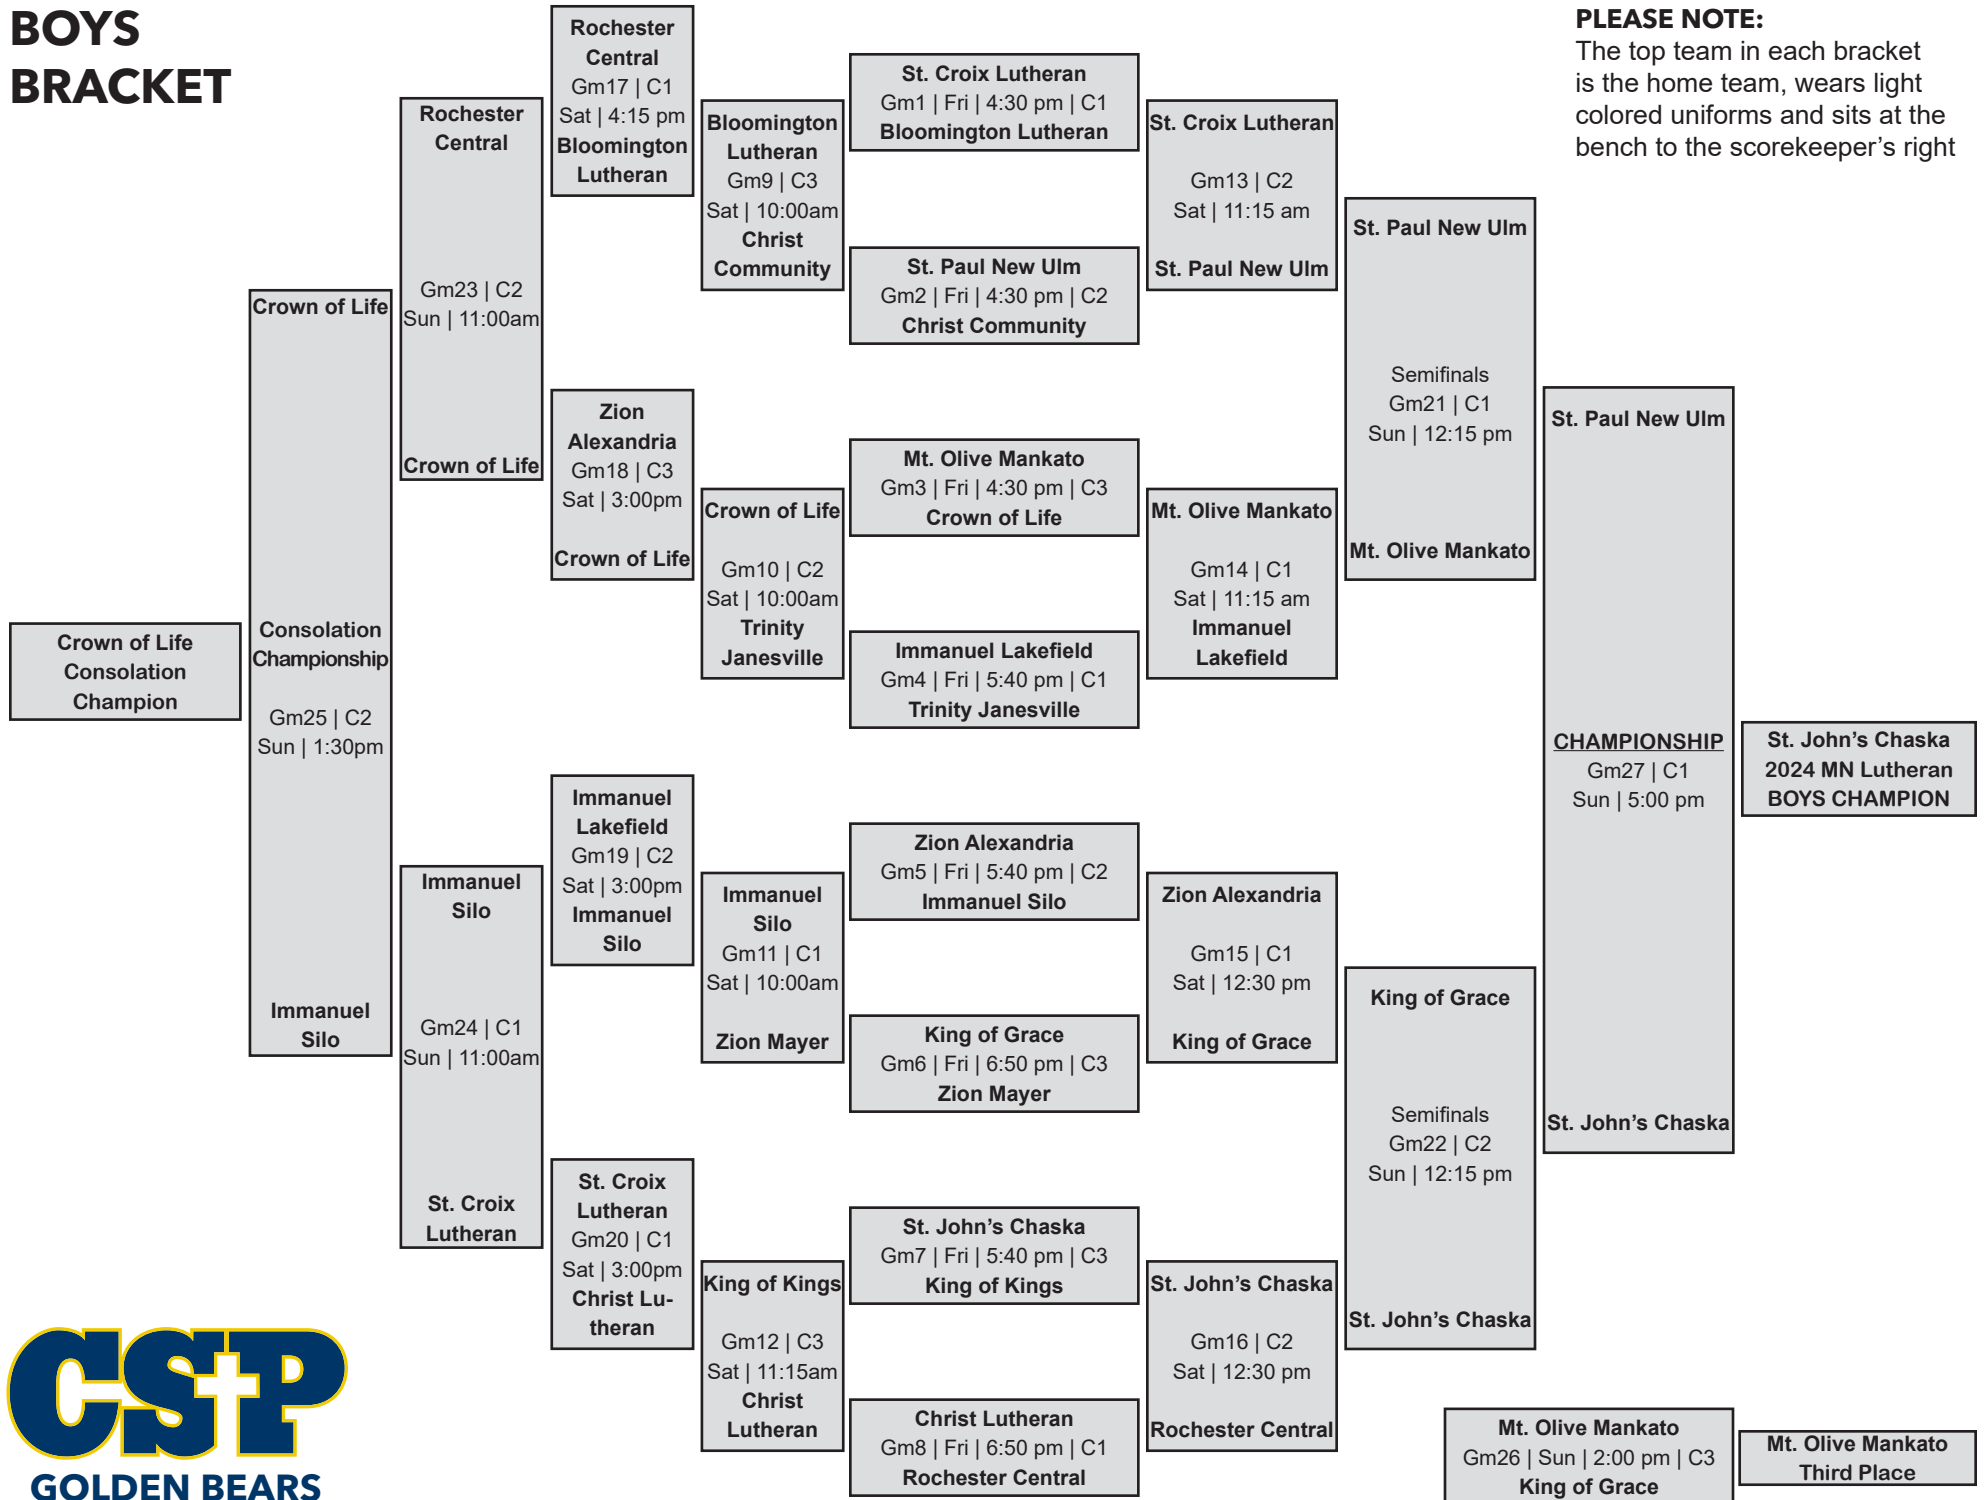 BOYS
BRACKET
PLEASE NOTE:
The top team in each bracket
is the home team, wears light
colored uniforms and sits at the
bench to the scorekeeper’s right
Crown of Life
Consolation
Champion
Crown of Life
Consolation
Championship
Gm25 | C2
Sun | 1:30pm
Immanuel
Silo
Rochester
Central
Gm23 | C2
Sun | 11:00am
Crown of Life
Immanuel
Silo
Gm24 | C1
Sun | 11:00am
St. Croix
Lutheran
Rochester
Central
Gm17 | C1
Sat | 4:15 pm
Bloomington
Lutheran
Zion
Alexandria
Gm18 | C3
Sat | 3:00pm
Crown of Life
Immanuel
Lakefield
Gm19 | C2
Sat | 3:00pm
Immanuel
Silo
St. Croix
Lutheran
Gm20 | C1
Sat | 3:00pm
Christ Lu-
theran
Bloomington
Lutheran
Gm9 | C3
Sat | 10:00am
Christ
Community
Crown of Life
Gm10 | C2
Sat | 10:00am
Trinity
Janesville
Immanuel
Silo
Gm11 | C1
Sat | 10:00am
Zion Mayer
King of Kings
Gm12 | C3
Sat | 11:15am
Christ
Lutheran
St. Croix Lutheran
Gm1 | Fri | 4:30 pm | C1
Bloomington Lutheran
St. Paul New Ulm
Gm2 | Fri | 4:30 pm | C2
Christ Community
Mt. Olive Mankato
Gm3 | Fri | 4:30 pm | C3
Crown of Life
Immanuel Lakefield
Gm4 | Fri | 5:40 pm | C1
Trinity Janesville
Zion Alexandria
Gm5 | Fri | 5:40 pm | C2
Immanuel Silo
King of Grace
Gm6 | Fri | 6:50 pm | C3
Zion Mayer
St. John’s Chaska
Gm7 | Fri | 5:40 pm | C3
King of Kings
Christ Lutheran
Gm8 | Fri | 6:50 pm | C1
Rochester Central
St. Croix Lutheran
Gm13 | C2
Sat | 11:15 am
St. Paul New Ulm
Mt. Olive Mankato
Gm14 | C1
Sat | 11:15 am
Immanuel
Lakefield
Zion Alexandria
Gm15 | C1
Sat | 12:30 pm
King of Grace
St. John’s Chaska
Gm16 | C2
Sat | 12:30 pm
Rochester Central
St. Paul New Ulm
Semifinals
Gm21 | C1
Sun | 12:15 pm
Mt. Olive Mankato
King of Grace
Semifinals
Gm22 | C2
Sun | 12:15 pm
St. John’s Chaska
St. Paul New Ulm
CHAMPIONSHIP
Gm27 | C1
Sun | 5:00 pm
St. John’s Chaska
St. John’s Chaska
2024 MN Lutheran
BOYS CHAMPION
Mt. Olive Mankato
Gm26 | Sun | 2:00 pm | C3
King of Grace
Mt. Olive Mankato
Third Place
CSP
GOLDEN BEARS